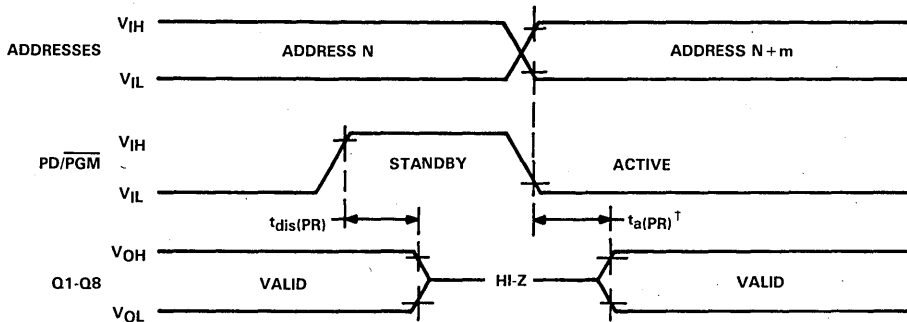 VIH
ADDRESSES
ADDRESS N
ADDRESS N+m
VIL
VIH
PD/PGM
STANDBY
ACTIVE
VIL
tdis(PR)
ta(PR)†
VOH
Q1-Q8
VALID
HI-Z
VALID
VOL